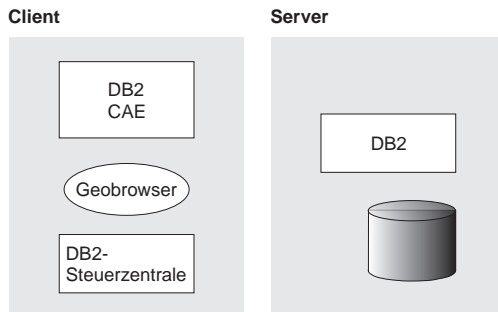 Client
DB2
CAE
Geobrowser
DB2-
Steuerzentrale
Server
DB2